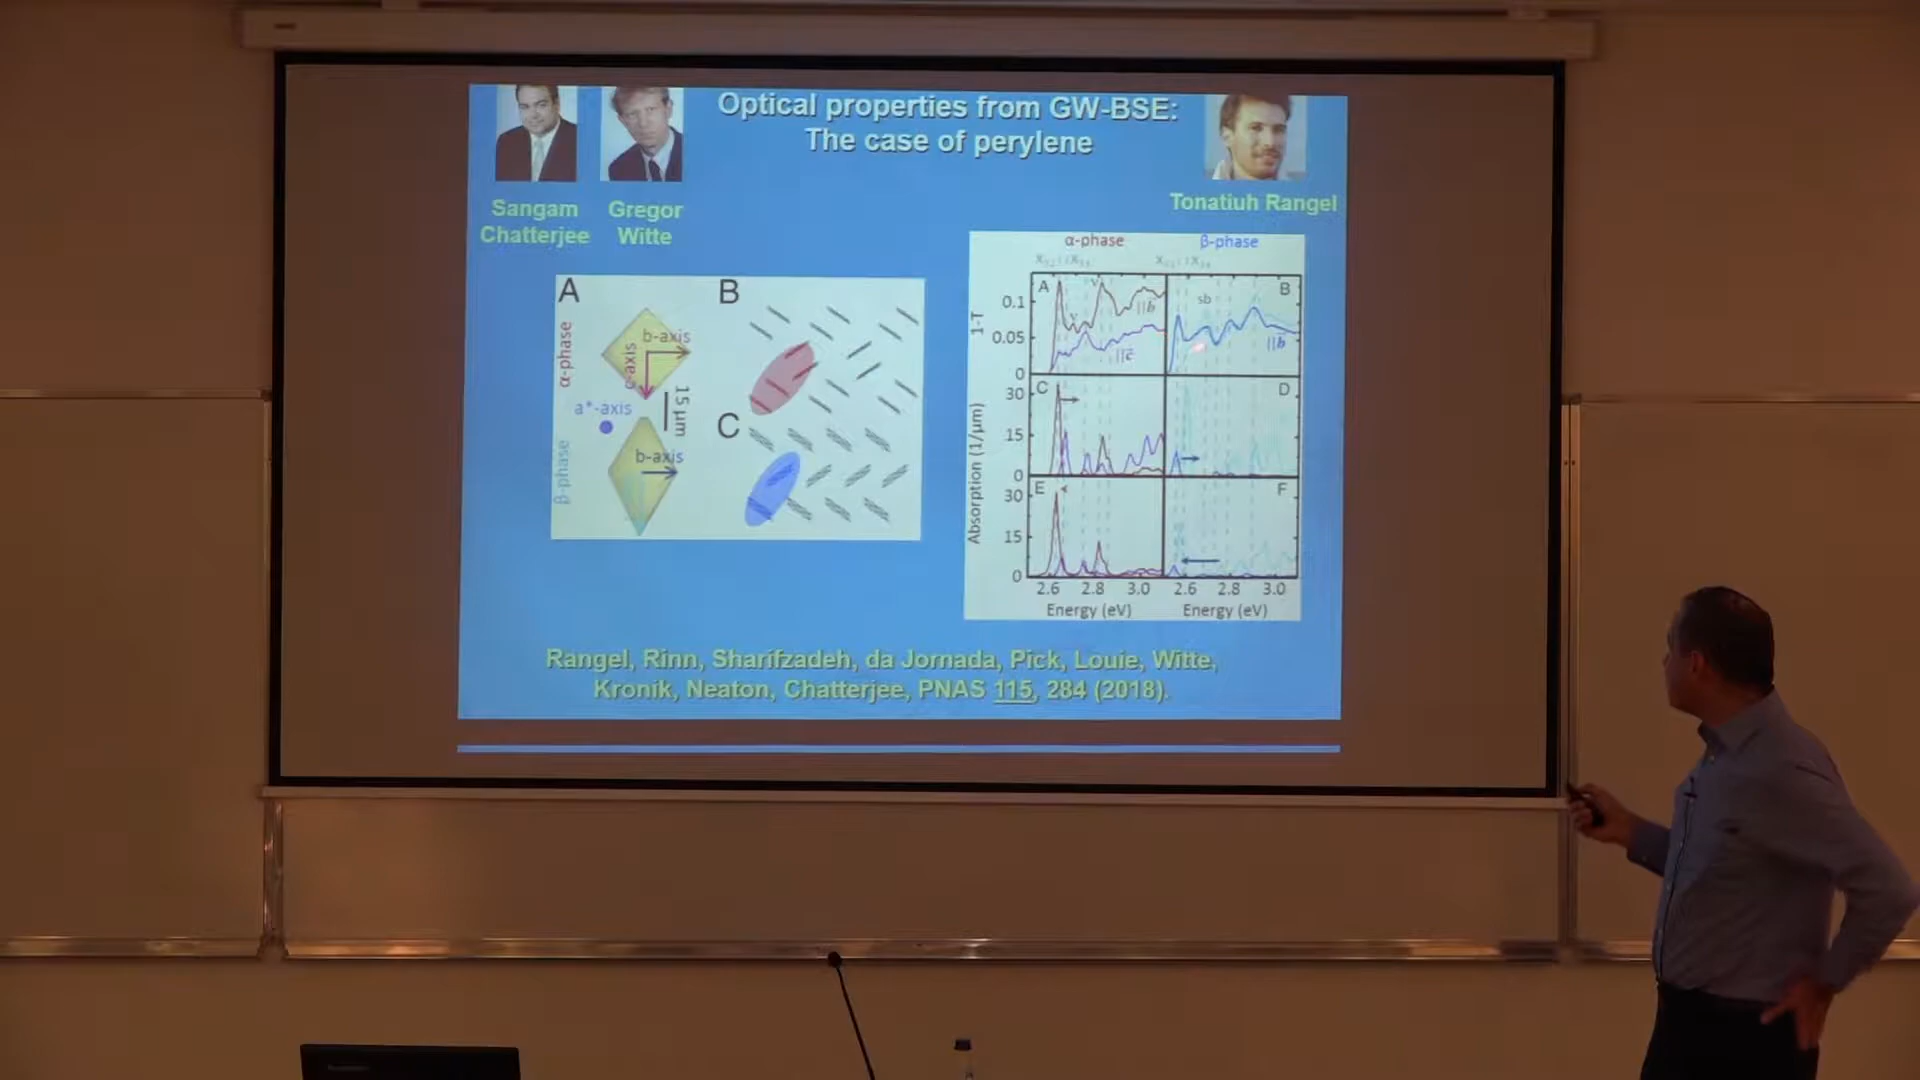 Optical properties from GW-BSE:
The case of perylene
Sangam
Chatterjee
Gregor
Witte
Tonatiuh Rangel
A
α-phase
b-axis
c-axis
a*-axis
15 µm
β-phase
b-axis
B
C
α-phase
β-phase
1-T
0.1
0.05
0
A
v
v
||b
||c
sb
B
||b
Absorption (1/µm)
30
15
0
C
D
30
15
0
E
F
2.6 2.8 3.0 2.6 2.8 3.0
Energy (eV) Energy (eV)
Rangel, Rinn, Sharifzadeh, da Jornada, Pick, Louie, Witte,
Kronik, Neaton, Chatterjee, PNAS 115, 284 (2018).